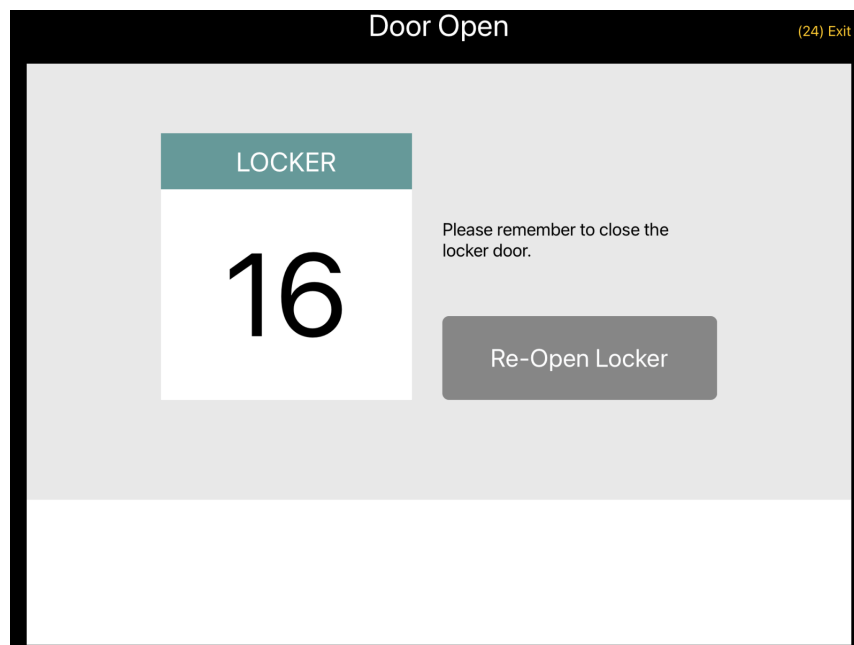 Door Open
(24) Exit
LOCKER
16
Please remember to close the
locker door.
Re-Open Locker